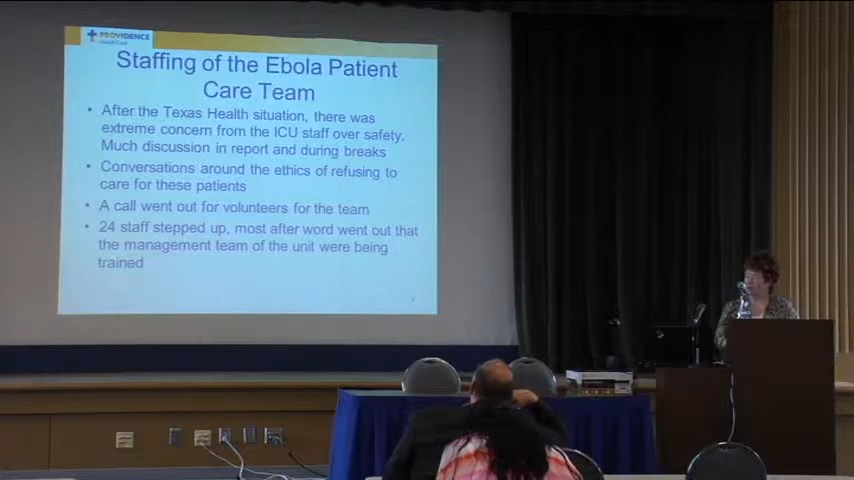 PROVIDENCE
Health Care
Staffing of the Ebola Patient
Care Team
• After the Texas Health situation, there was
extreme concern from the ICU staff over safety.
Much discussion in report and during breaks
• Conversations around the ethics of refusing to
care for these patients
• A call went out for volunteers for the team
• 24 staff stepped up, most after word went out that
the management team of the unit were being
trained